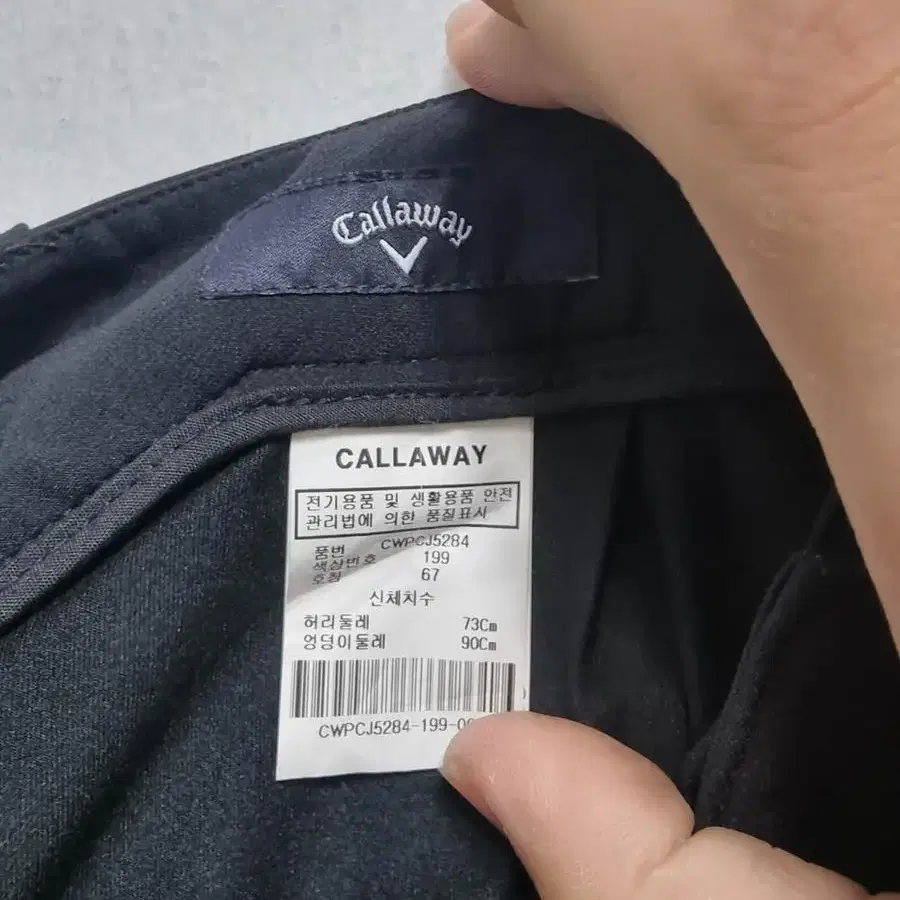 Callaway
CALLAWAY
전기용품 및 생활용품 안전
관리법에 의한 품질표시
품번 CWPCJ5284
색상번호 199
호칭 67
신체치수
허리둘레 73Cm
엉덩이둘레 90Cm
CWPCJ5284-199-0